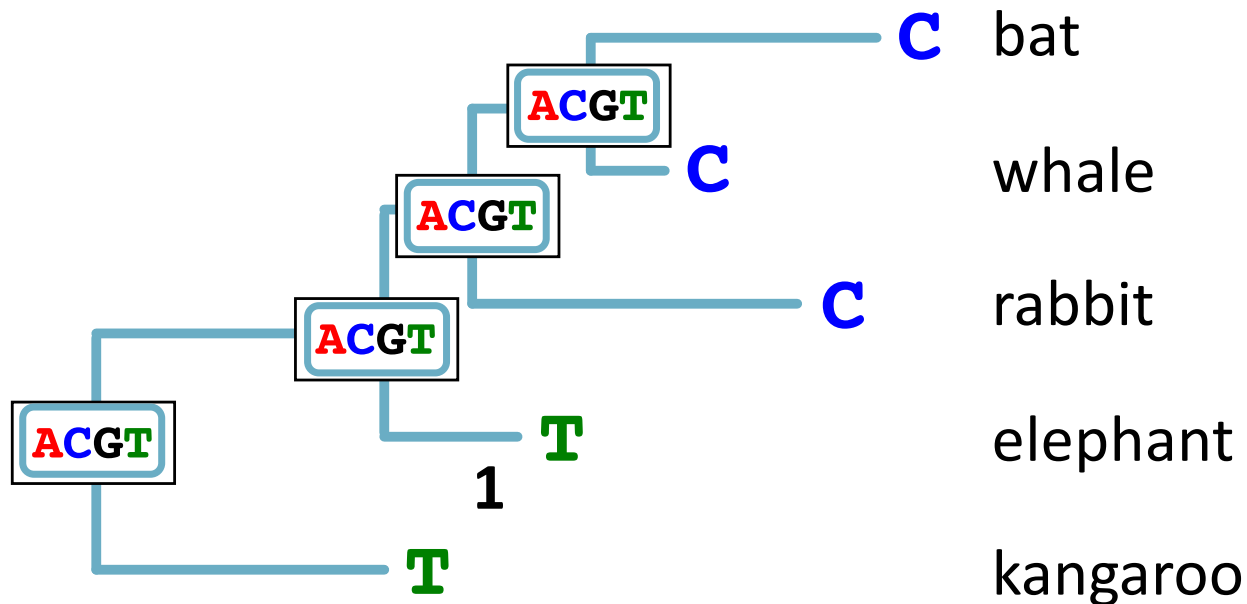 C bat
ACGT
C whale
ACGT
C rabbit
ACGT
T elephant
ACGT
1
T kangaroo